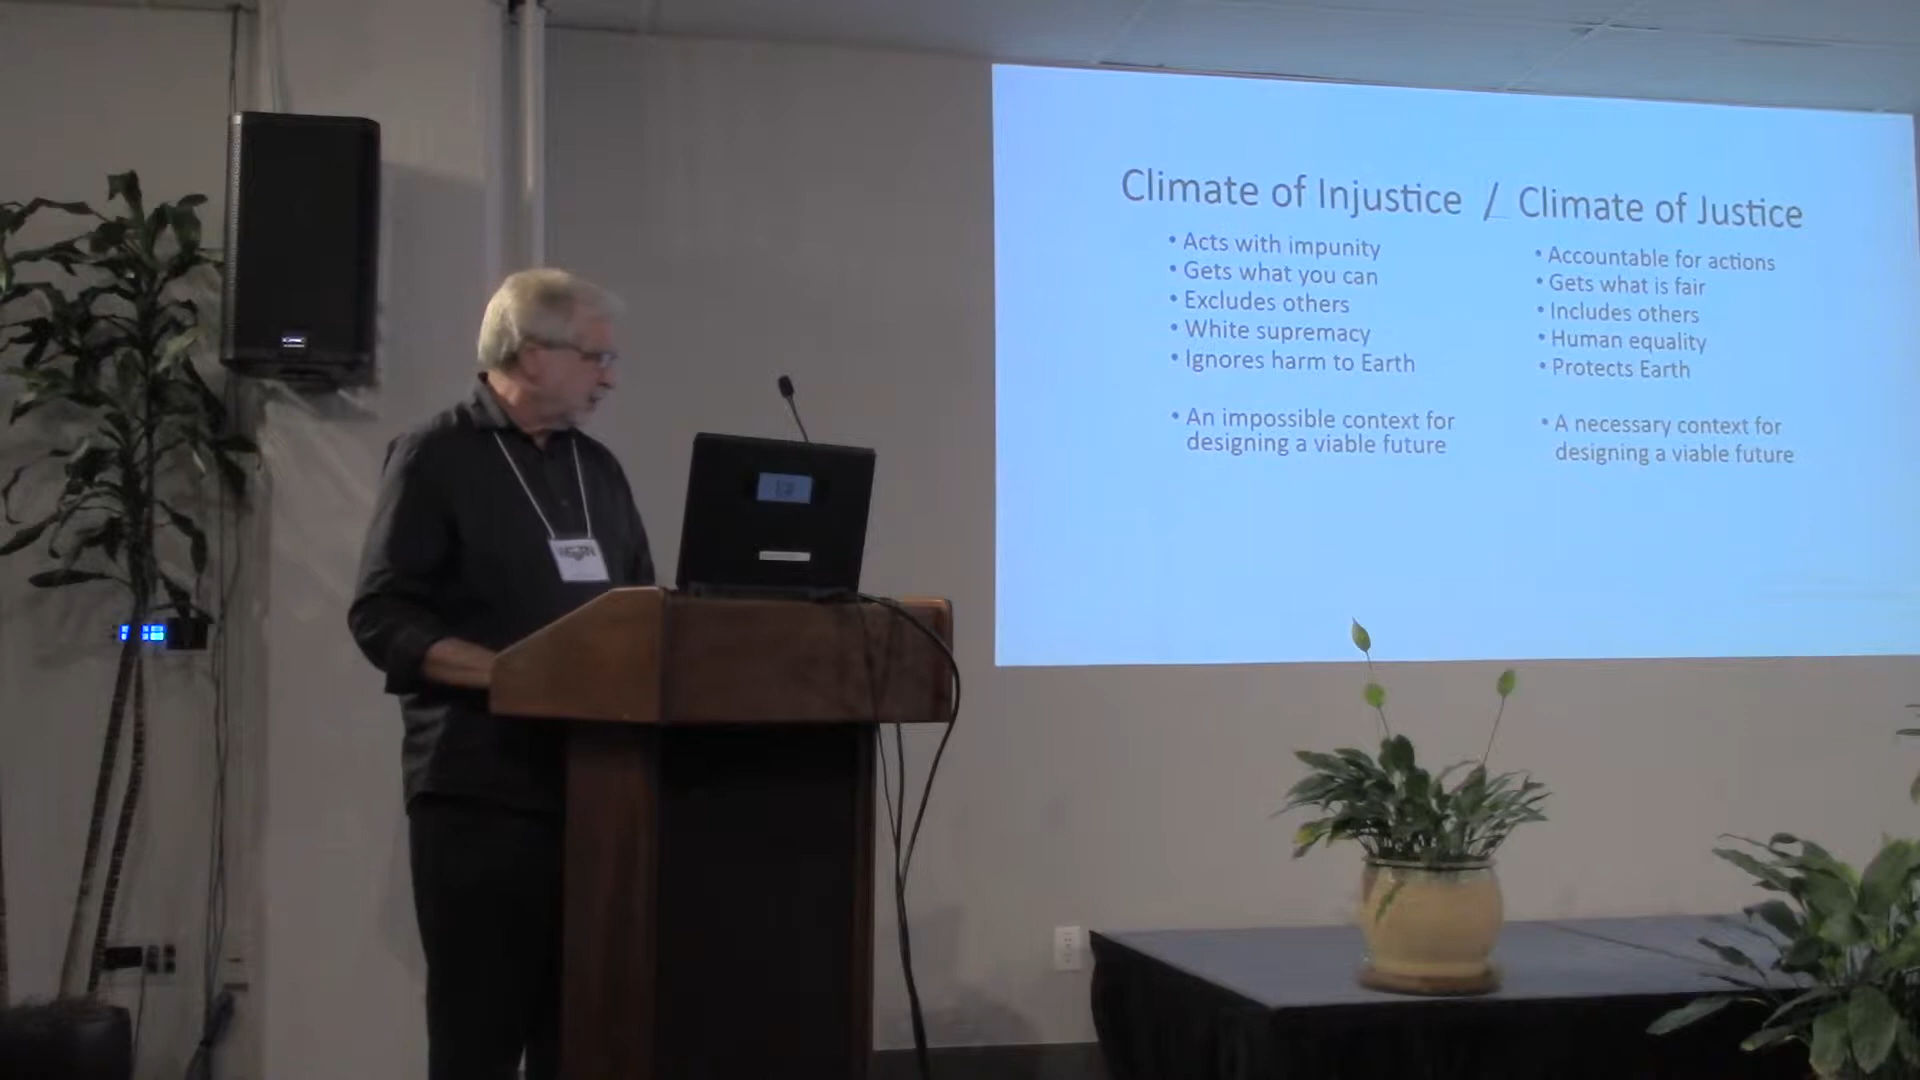 Climate of Injustice / Climate of Justice
• Acts with impunity
• Gets what you can
• Excludes others
• White supremacy
• Ignores harm to Earth
• An impossible context for
designing a viable future
• Accountable for actions
• Gets what is fair
• Includes others
• Human equality
• Protects Earth
• A necessary context for
designing a viable future